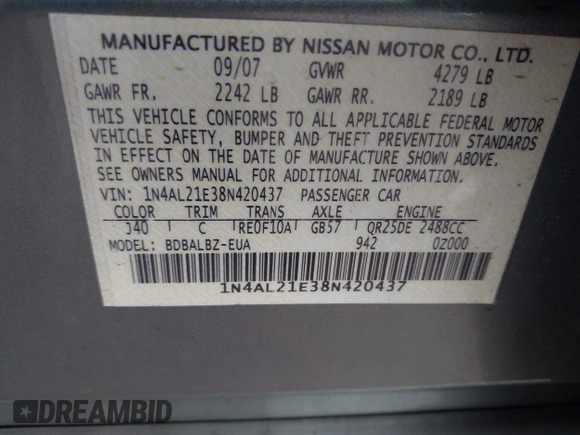 MANUFACTURED BY NISSAN MOTOR CO., LTD.
DATE 09/07 GVWR 4279 LB
GAWR FR. 2242 LB GAWR RR. 2189 LB
THIS VEHICLE CONFORMS TO ALL APPLICABLE FEDERAL MOTOR
VEHICLE SAFETY, BUMPER AND THEFT PREVENTION STANDARDS
IN EFFECT ON THE DATE OF MANUFACTURE SHOWN ABOVE.
SEE OWNERS MANUAL FOR ADDITIONAL INFORMATION.
VIN: 1N4AL21E38N420437 PASSENGER CAR
COLOR TRIM TRANS AXLE ENGINE
J40 C RE0F10A GB57 QR25DE 2488CC
MODEL: BDBALBZ-EUA 942 0Z000
1N4AL21E38N420437
DREAMBID